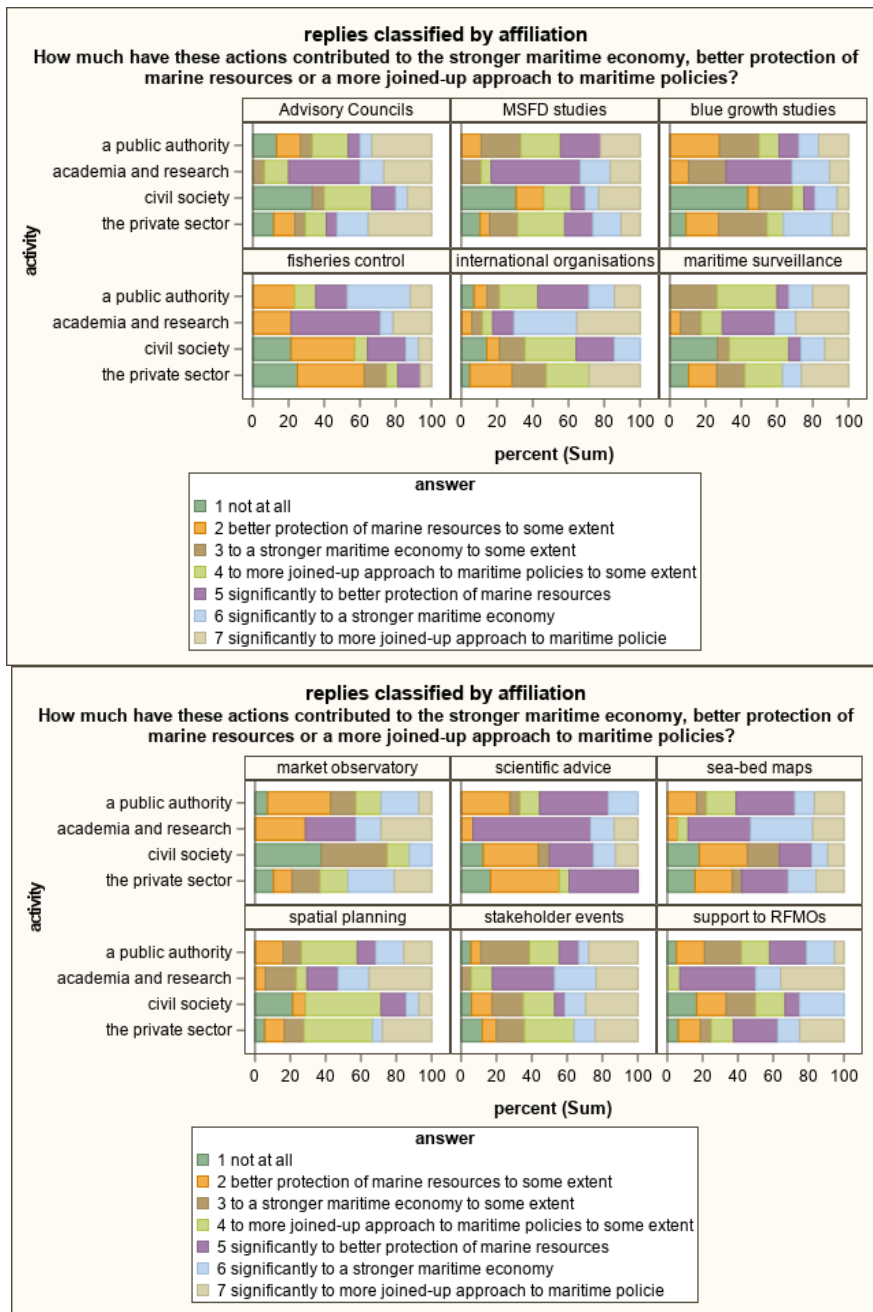 replies classified by affiliation
How much have these actions contributed to the stronger maritime economy, better protection of
marine resources or a more joined-up approach to maritime policies?
Advisory Councils MSFD studies blue growth studies
a public authority
academia and research
civil society
the private sector
activity
fisheries control international organisations maritime surveillance
a public authority
academia and research
civil society
the private sector
0 20 40 60 80 100 0 20 40 60 80 100 0 20 40 60 80 100
percent (Sum)
answer
1 not at all
2 better protection of marine resources to some extent
3 to a stronger maritime economy to some extent
4 to more joined-up approach to maritime policies to some extent
5 significantly to better protection of marine resources
6 significantly to a stronger maritime economy
7 significantly to more joined-up approach to maritime policie
replies classified by affiliation
How much have these actions contributed to the stronger maritime economy, better protection of
marine resources or a more joined-up approach to maritime policies?
market observatory scientific advice sea-bed maps
a public authority
academia and research
civil society
the private sector
activity
spatial planning stakeholder events support to RFMOs
a public authority
academia and research
civil society
the private sector
0 20 40 60 80 100 0 20 40 60 80 100 0 20 40 60 80 100
percent (Sum)
answer
1 not at all
2 better protection of marine resources to some extent
3 to a stronger maritime economy to some extent
4 to more joined-up approach to maritime policies to some extent
5 significantly to better protection of marine resources
6 significantly to a stronger maritime economy
7 significantly to more joined-up approach to maritime policie